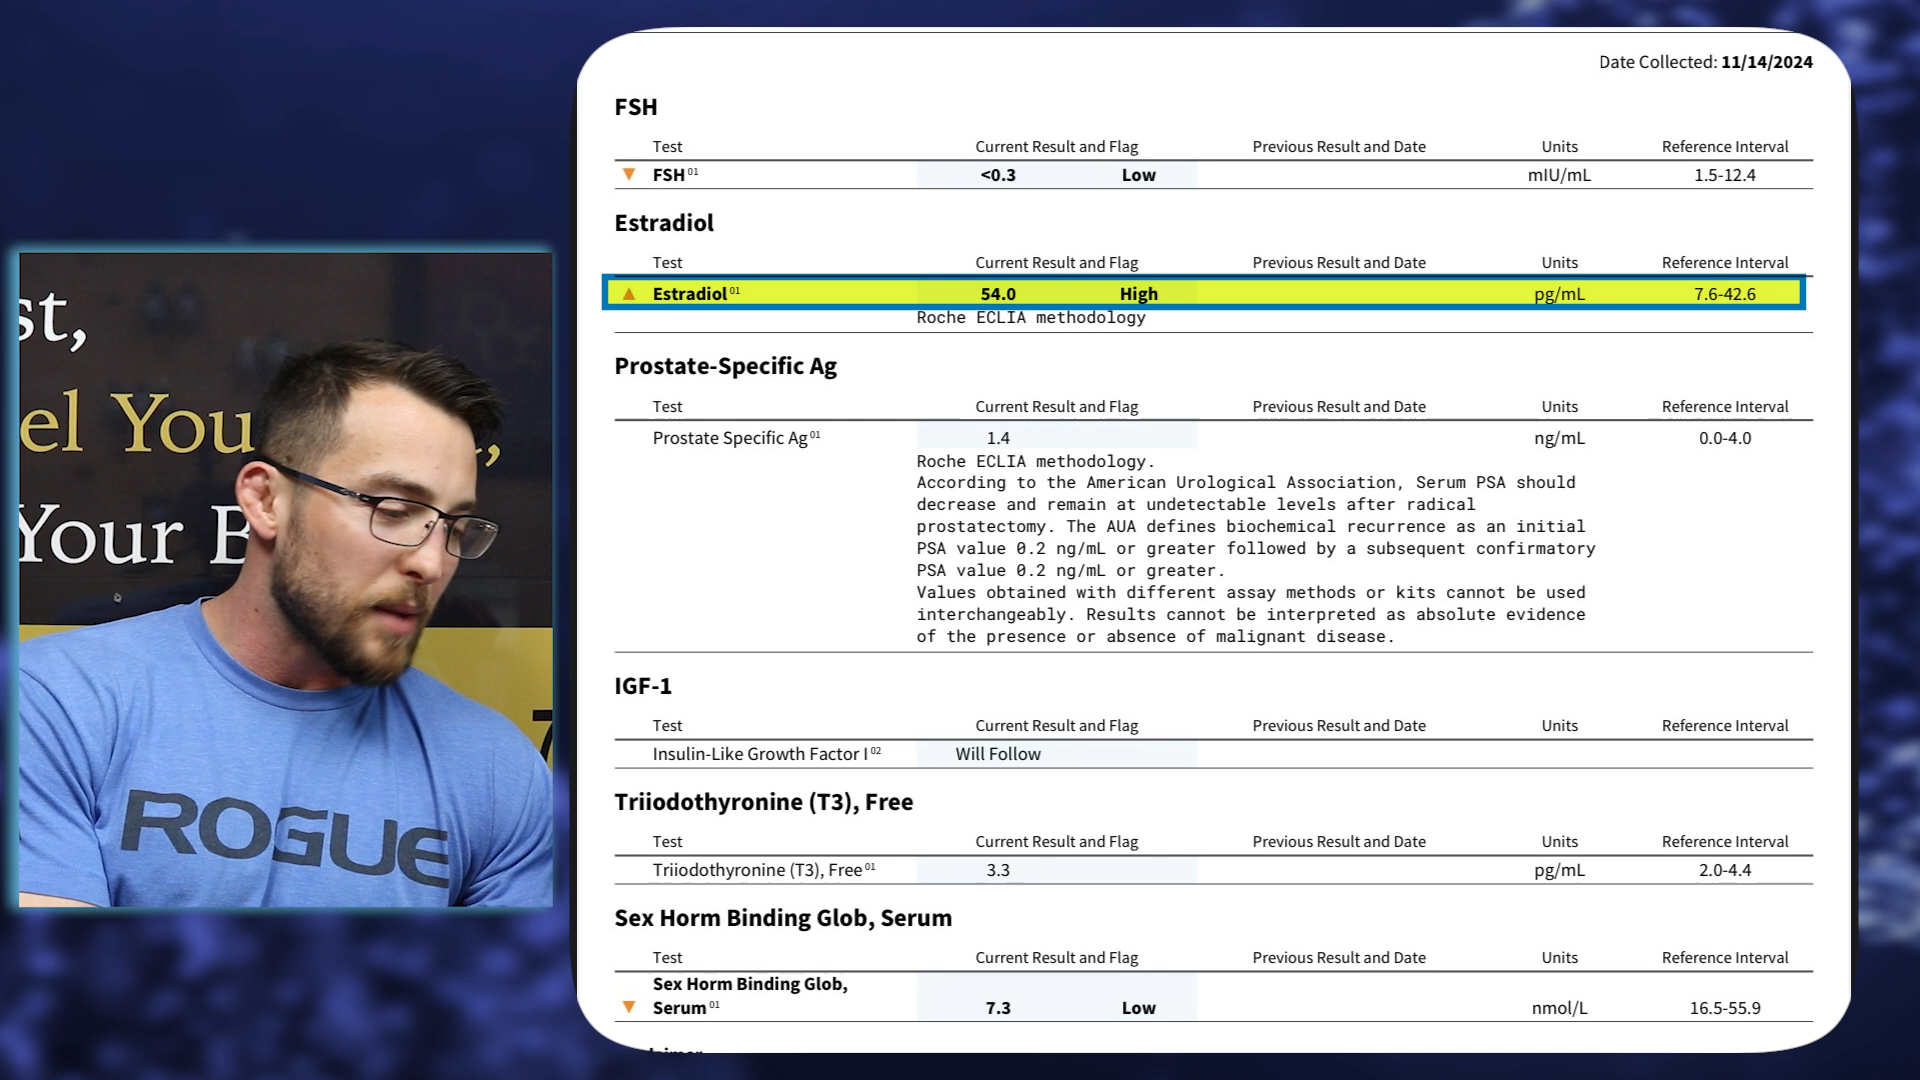 st,
el You
,
Your B
ROGUE
Date Collected: 11/14/2024
FSH
Test Current Result and Flag Previous Result and Date Units Reference Interval
▼ FSH 01 <0.3 Low mIU/mL 1.5-12.4
Estradiol
Test Current Result and Flag Previous Result and Date Units Reference Interval
▲ Estradiol 01 54.0 High pg/mL 7.6-42.6
Roche ECLIA methodology
Prostate-Specific Ag
Test Current Result and Flag Previous Result and Date Units Reference Interval
Prostate Specific Ag 01 1.4 ng/mL 0.0-4.0
Roche ECLIA methodology.
According to the American Urological Association, Serum PSA should
decrease and remain at undetectable levels after radical
prostatectomy. The AUA defines biochemical recurrence as an initial
PSA value 0.2 ng/mL or greater followed by a subsequent confirmatory
PSA value 0.2 ng/mL or greater.
Values obtained with different assay methods or kits cannot be used
interchangeably. Results cannot be interpreted as absolute evidence
of the presence or absence of malignant disease.
IGF-1
Test Current Result and Flag Previous Result and Date Units Reference Interval
Insulin-Like Growth Factor I 02 Will Follow
Triiodothyronine (T3), Free
Test Current Result and Flag Previous Result and Date Units Reference Interval
Triiodothyronine (T3), Free 01 3.3 pg/mL 2.0-4.4
Sex Horm Binding Glob, Serum
Test Current Result and Flag Previous Result and Date Units Reference Interval
Sex Horm Binding Glob,
▼ Serum 01 7.3 Low nmol/L 16.5-55.9